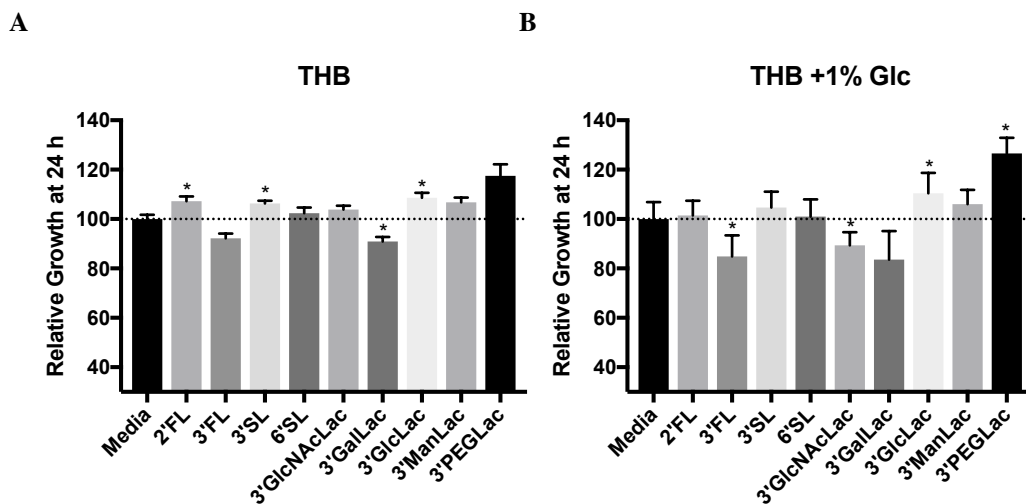 A
B
THB
THB +1% Glc
Relative Growth at 24 h
140
120
100
80
60
40
* * * *
Media
2'FL
3'FL
3'SL
6'SL
3'GlcNAcLac
3'GalLac
3'GlcLac
3'ManLac
3'PEGLac
Relative Growth at 24 h
140
120
100
80
60
40
* * * *
Media
2'FL
3'FL
3'SL
6'SL
3'GlcNAcLac
3'GalLac
3'GlcLac
3'ManLac
3'PEGLac